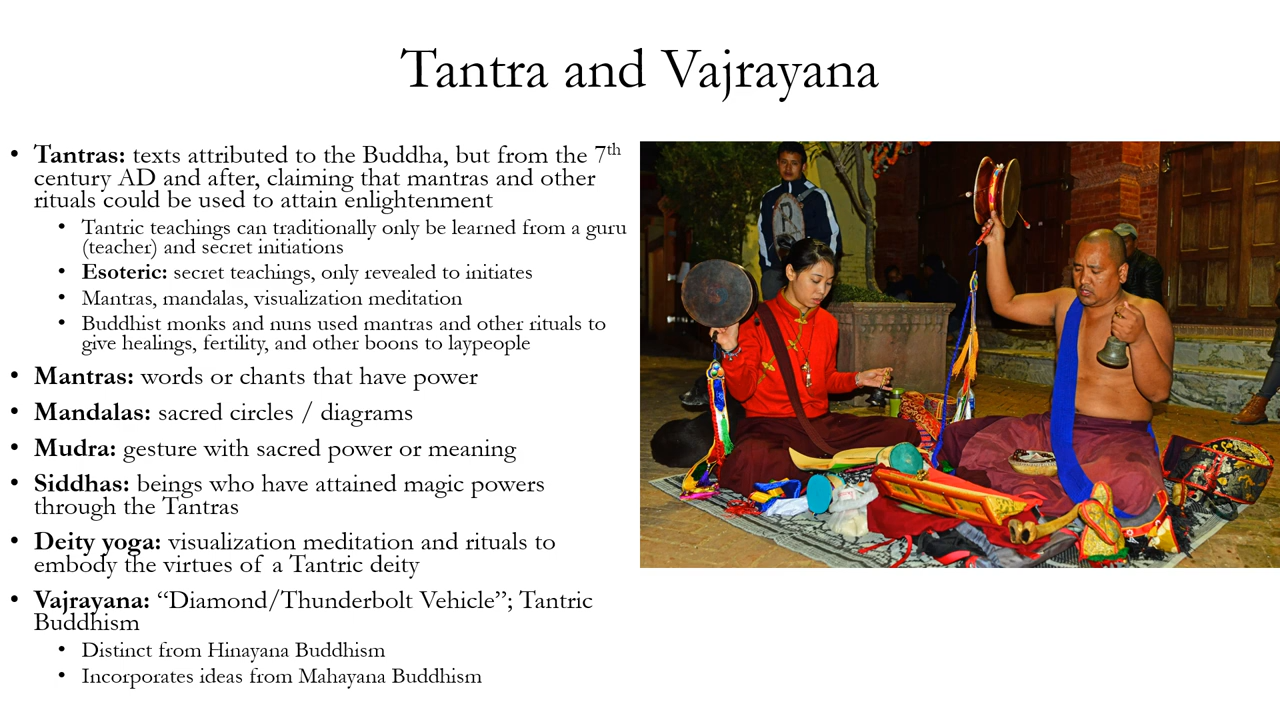 Tantra and Vajrayana
• Tantras: texts attributed to the Buddha, but from the 7th
century AD and after, claiming that mantras and other
rituals could be used to attain enlightenment
• Tantric teachings can traditionally only be learned from a guru
(teacher) and secret initiations
• Esoteric: secret teachings, only revealed to initiates
• Mantras, mandalas, visualization meditation
• Buddhist monks and nuns used mantras and other rituals to
give healings, fertility, and other boons to laypeople
• Mantras: words or chants that have power
• Mandalas: sacred circles / diagrams
• Mudra: gesture with sacred power or meaning
• Siddhas: beings who have attained magic powers
through the Tantras
• Deity yoga: visualization meditation and rituals to
embody the virtues of a Tantric deity
• Vajrayana: “Diamond/Thunderbolt Vehicle”; Tantric
Buddhism
• Distinct from Hinayana Buddhism
• Incorporates ideas from Mahayana Buddhism